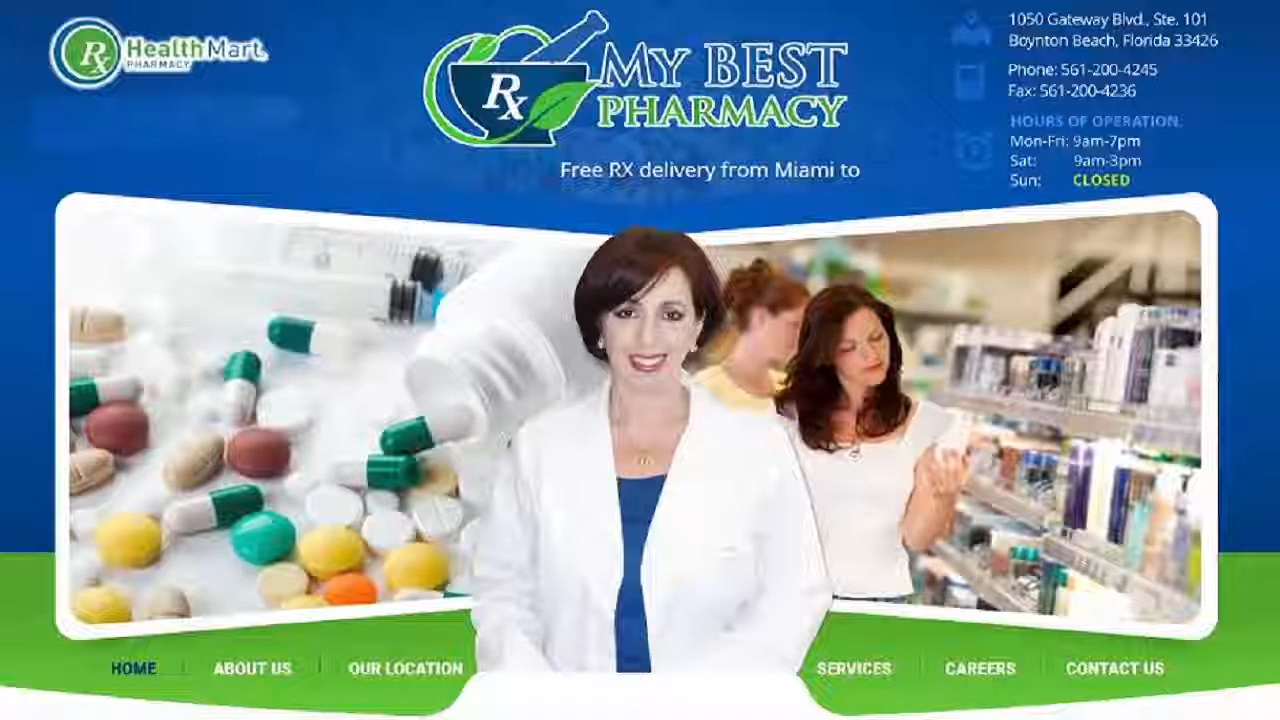 Rx HealthMart
PHARMACY
Rx MY BEST
PHARMACY
Free RX delivery from Miami to
1050 Gateway Blvd., Ste. 101
Boynton Beach, Florida 33426
Phone: 561-200-4245
Fax: 561-200-4236
HOURS OF OPERATION:
Mon-Fri: 9am-7pm
Sat: 9am-3pm
Sun: CLOSED
HOME ABOUT US OUR LOCATION SERVICES CAREERS CONTACT US